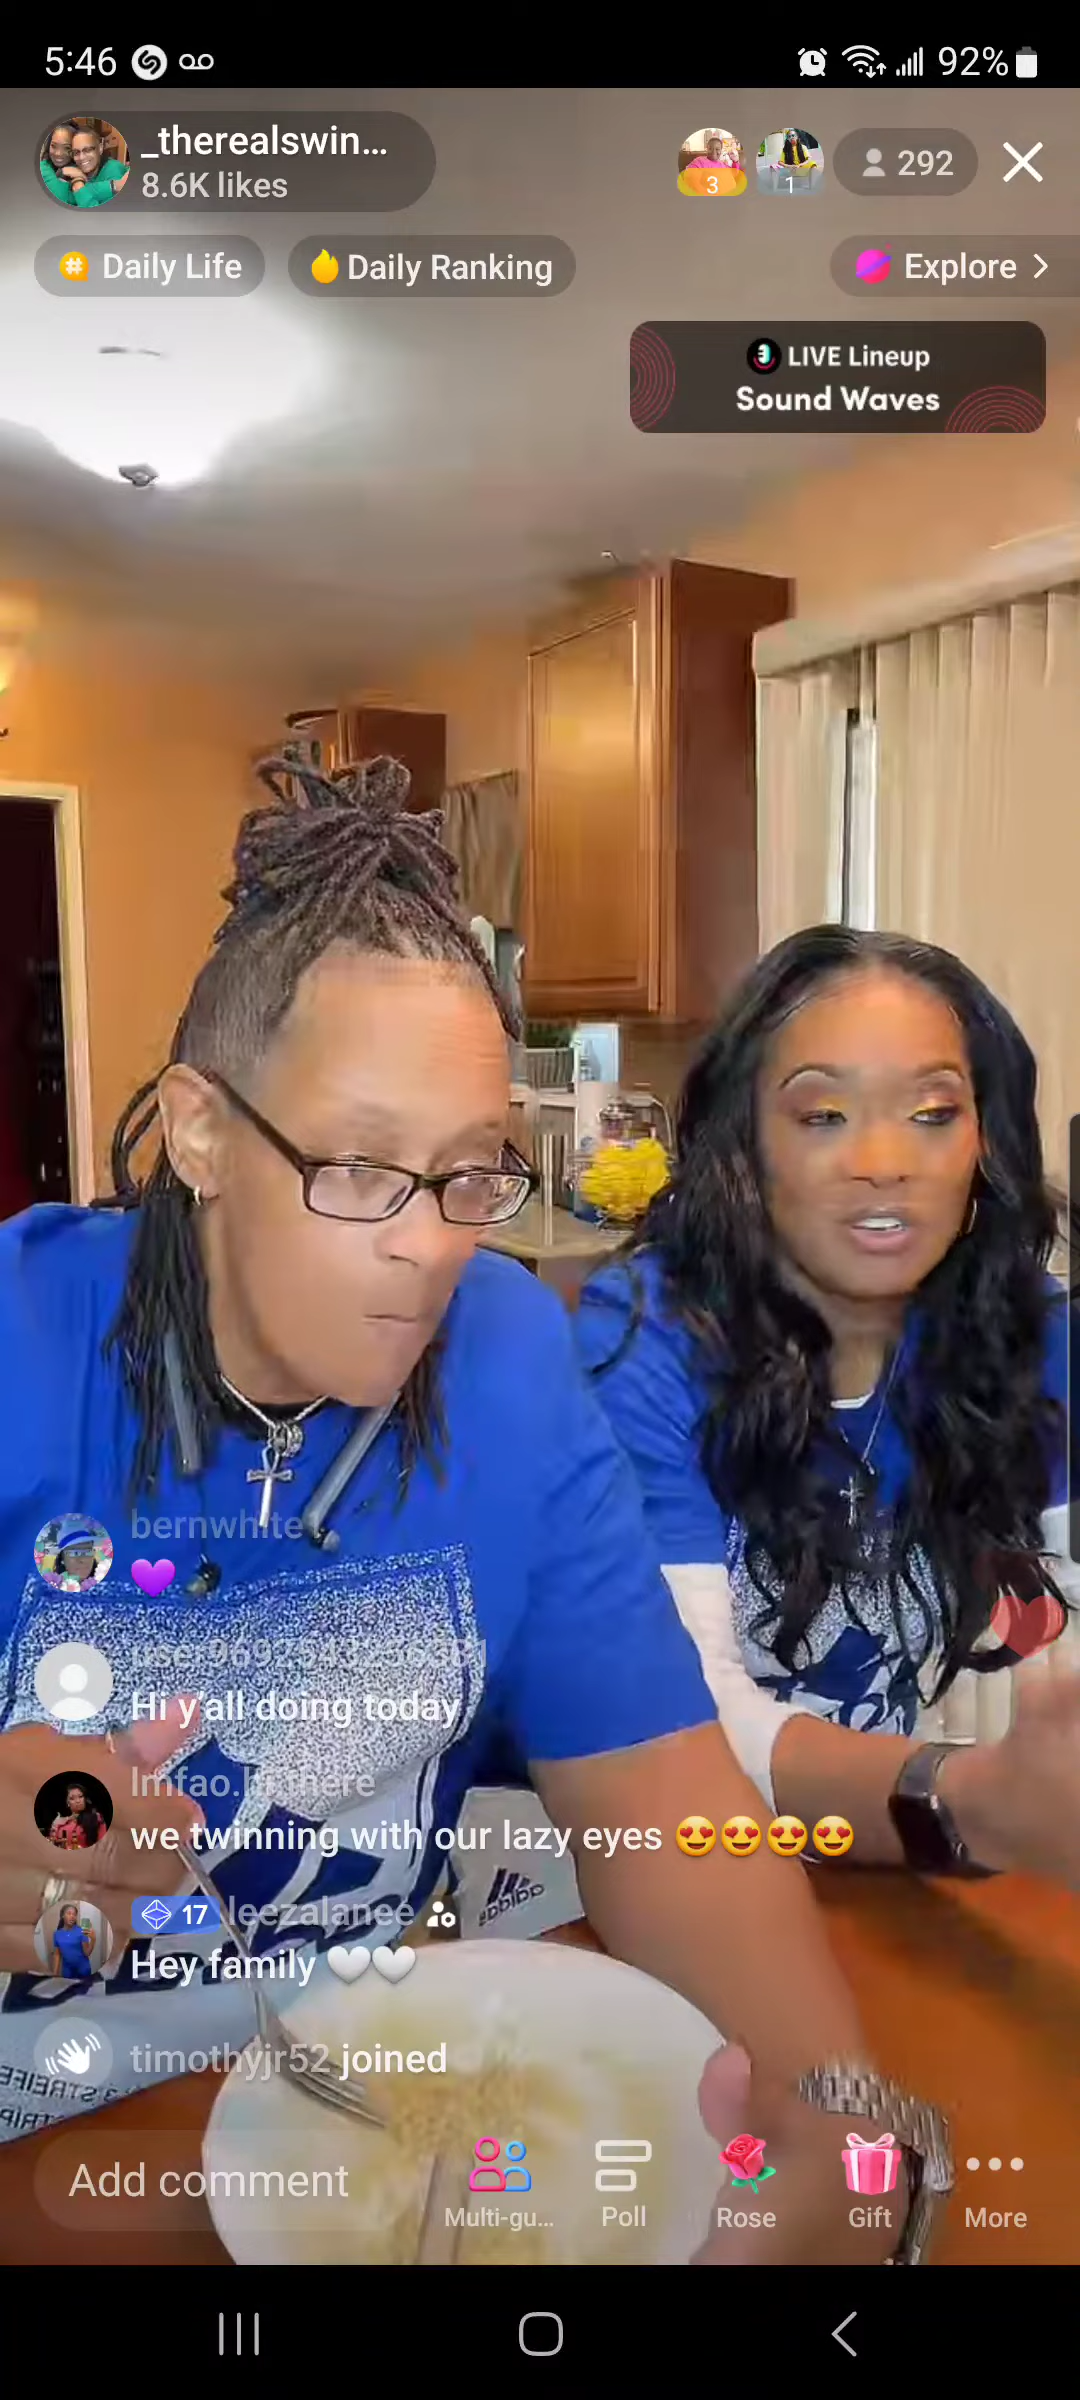 5:46
92%
_therealswin...
8.6K likes
3
1
292
Daily Life
Daily Ranking
Explore
LIVE Lineup
Sound Waves
bernwhite
💜
Hi y'all doing today
we twinning with our lazy eyes 😍😍😍😍
17 leezalanee
Hey family 🤍🤍
timothyjr52 joined
adidas
Add comment
Multi-gu...
Poll
Rose
Gift
More